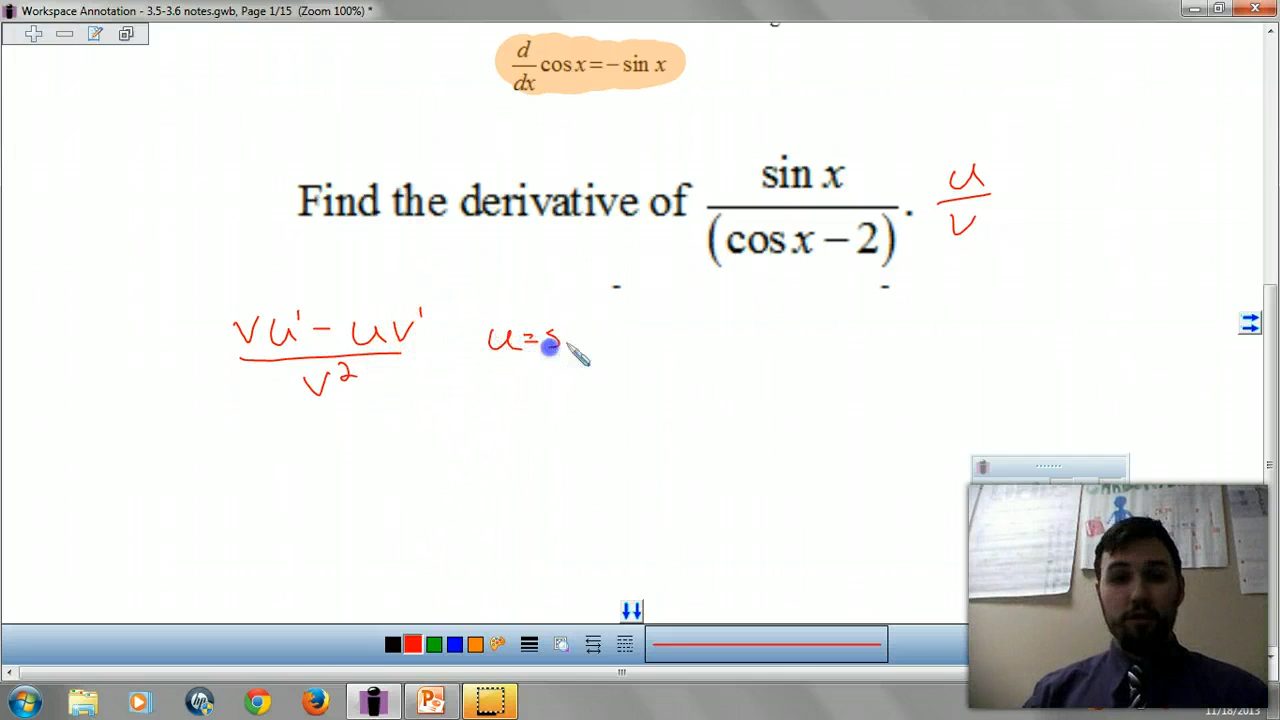 Workspace Annotation - 3.5-3.6 notes.gwb, Page 1/15 (Zoom 100%) *
d/dx cos x = − sin x
Find the derivative of sin x / (cos x − 2). u/v
vu' − uv' / v²
u = s
11/18/2013